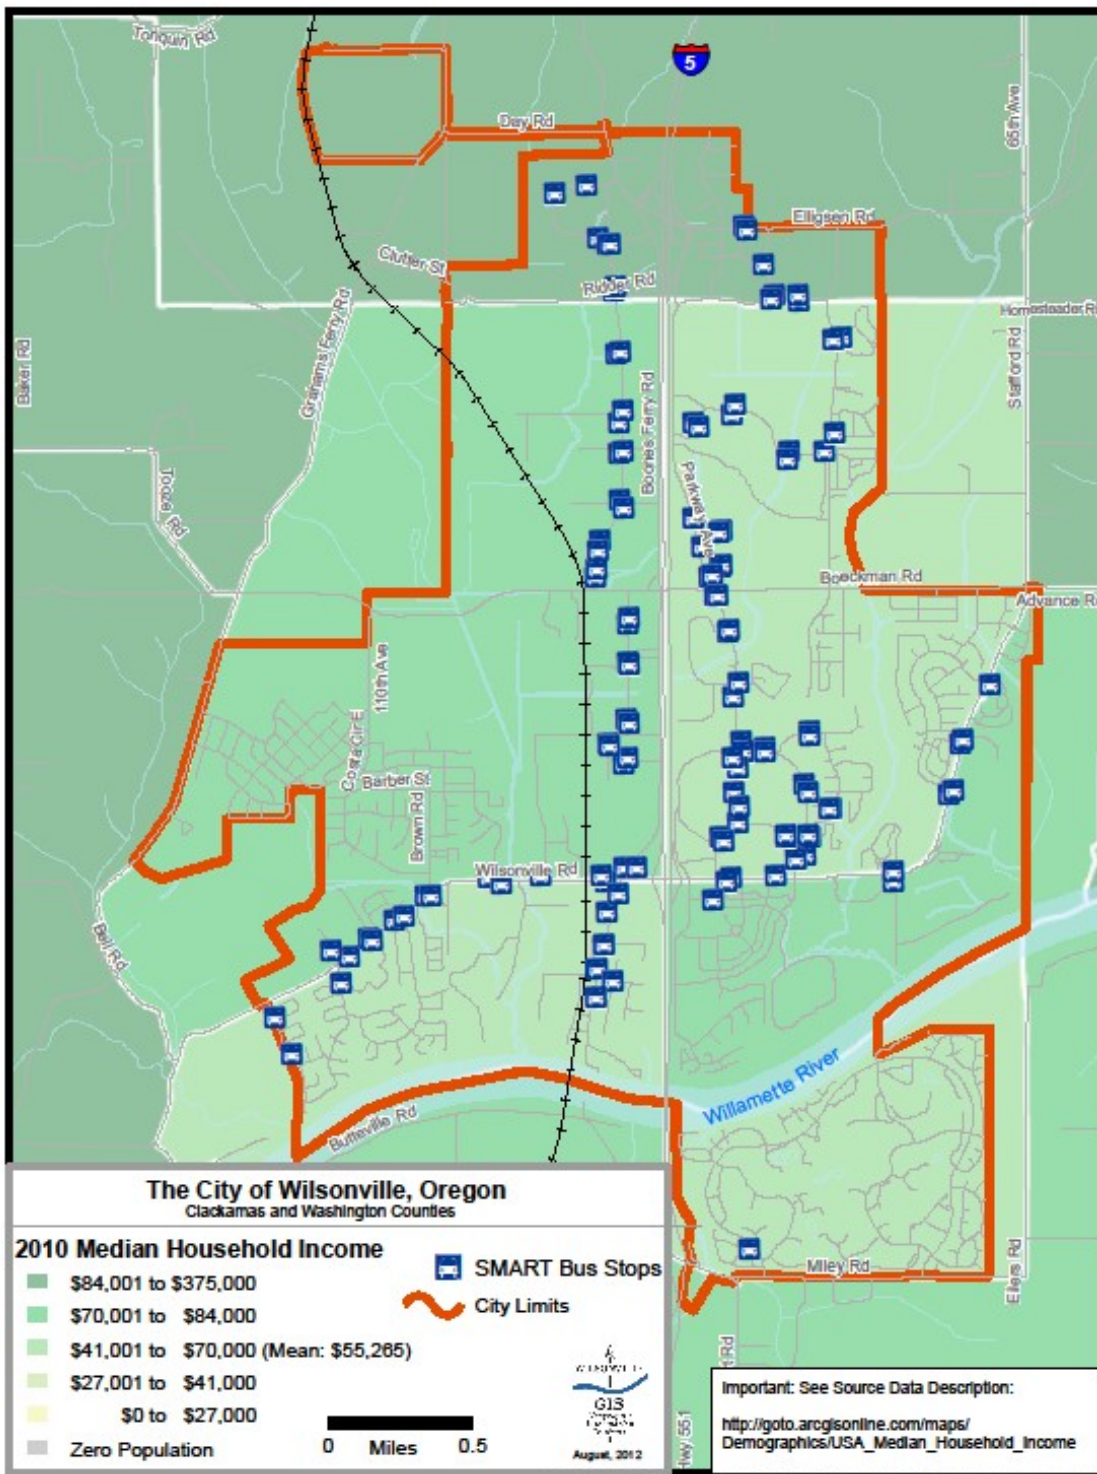 Tonquin Rd
5
Day Rd
65th Ave
Elligsen Rd
Clutter St
Ridder Rd
Homesteader R
Grahams Ferry Rd
Baker Rd
Stafford Rd
Boones Ferry Rd
Tooze Rd
Parkway Ave
Boeckman Rd
Advance R
110th Ave
Costa Cir E
Barber St
Brown Rd
Wilsonville Rd
Bell Rd
Willamette River
Butteville Rd
Miley Rd
Eilers Rd
The City of Wilsonville, Oregon
Clackamas and Washington Counties
2010 Median Household Income
$84,001 to $375,000
$70,001 to $84,000
$41,001 to $70,000 (Mean: $55,265)
$27,001 to $41,000
$0 to $27,000
Zero Population
SMART Bus Stops
City Limits
0 Miles 0.5
WILSONVILLE
GIS
August, 2012
t Rd
Hwy 551
Important: See Source Data Description:
http://goto.arcgisonline.com/maps/
Demographics/USA_Median_Household_Income